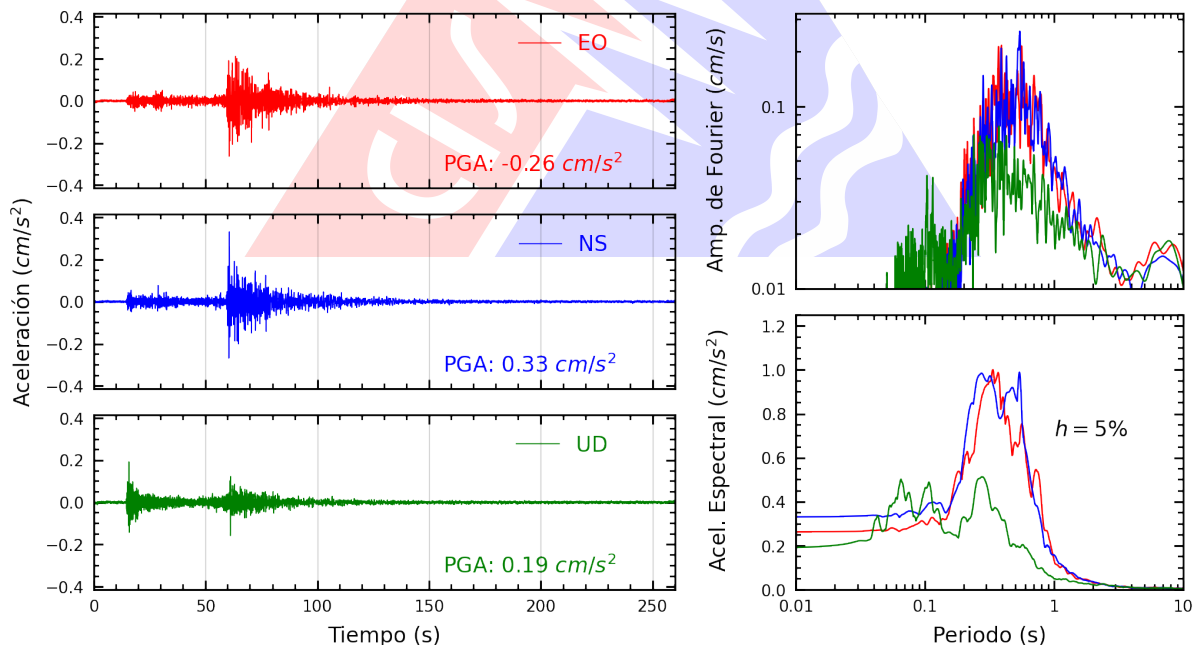 Aceleración (cm/s²)
0.4
0.2
0.0
−0.2
−0.4
EO
PGA: -0.26 cm/s²
0.4
0.2
0.0
−0.2
−0.4
NS
PGA: 0.33 cm/s²
0.4
0.2
0.0
−0.2
−0.4
UD
PGA: 0.19 cm/s²
0 50 100 150 200 250
Tiempo (s)
Amp. de Fourier (cm/s)
0.1
0.01
Acel. Espectral (cm/s²)
1.2
1.0
0.8
0.6
0.4
0.2
0.0
h = 5%
0.01 0.1 1 10
Periodo (s)